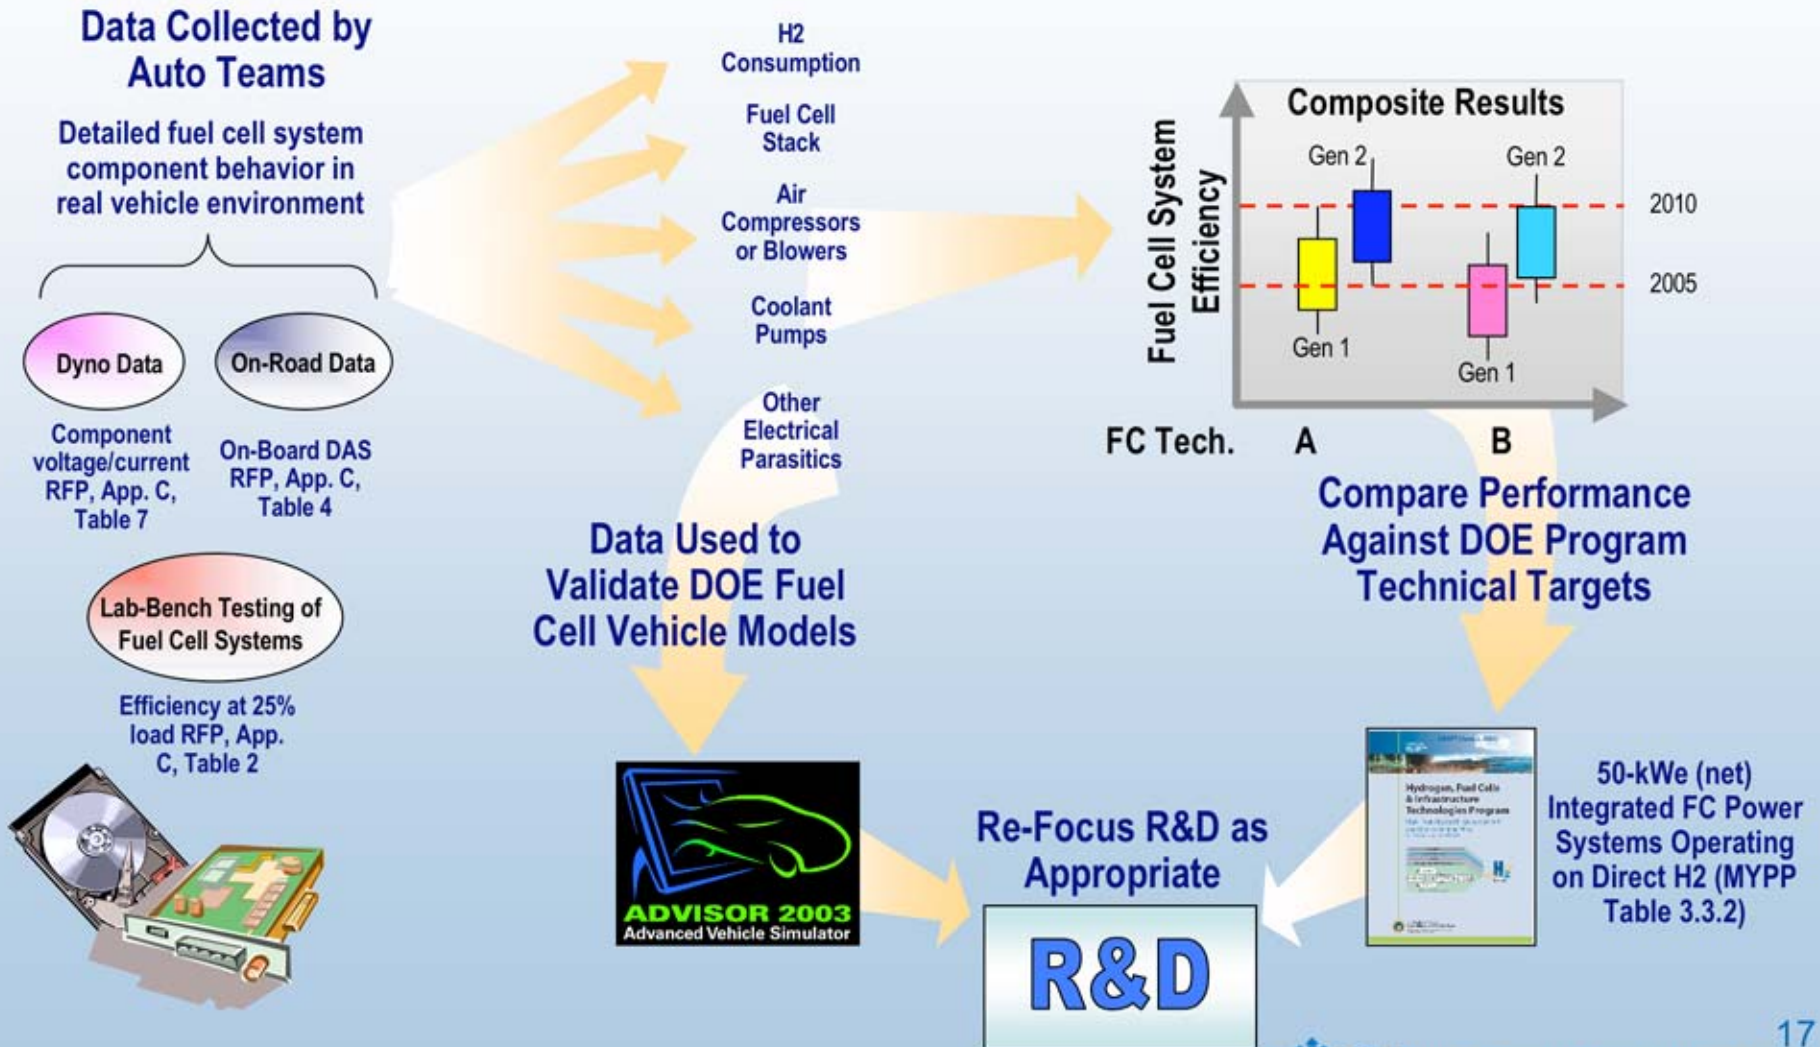 Data Collected by
Auto Teams
Detailed fuel cell system
component behavior in
real vehicle environment
Dyno Data
On-Road Data
Component
voltage/current
RFP, App. C,
Table 7
On-Board DAS
RFP, App. C,
Table 4
Lab-Bench Testing of
Fuel Cell Systems
Efficiency at 25%
load RFP, App.
C, Table 2
H2
Consumption
Fuel Cell
Stack
Air
Compressors
or Blowers
Coolant
Pumps
Other
Electrical
Parasitics
Data Used to
Validate DOE Fuel
Cell Vehicle Models
ADVISOR 2003
Advanced Vehicle Simulator
Fuel Cell System
Efficiency
Composite Results
Gen 2
Gen 2
2010
2005
Gen 1
Gen 1
FC Tech.
A
B
Compare Performance
Against DOE Program
Technical Targets
Hydrogen, Fuel Cells
& Infrastructure
Technologies Program
50-kWe (net)
Integrated FC Power
Systems Operating
on Direct H2 (MYPP
Table 3.3.2)
Re-Focus R&D as
Appropriate
R&D
17